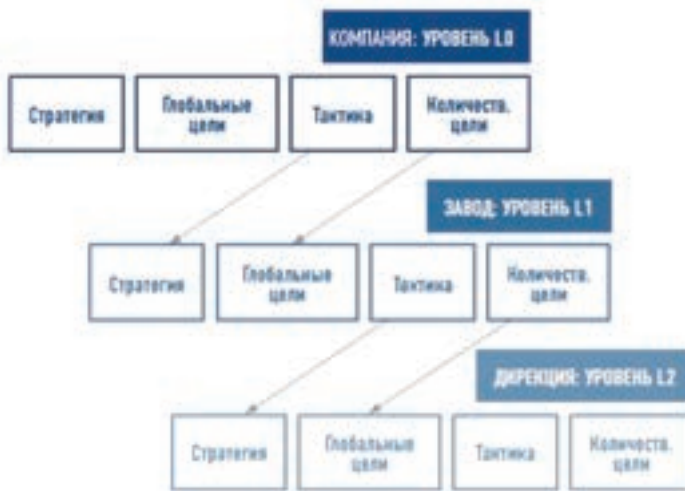 КОМПАНИЯ: УРОВЕНЬ L0
Стратегия
Глобальные
цели
Тактика
Количеств.
цели
ЗАВОД: УРОВЕНЬ L1
Стратегия
Глобальные
цели
Тактика
Количеств.
цели
ДИРЕКЦИЯ: УРОВЕНЬ L2
Стратегия
Глобальные
цели
Тактика
Количеств.
цели